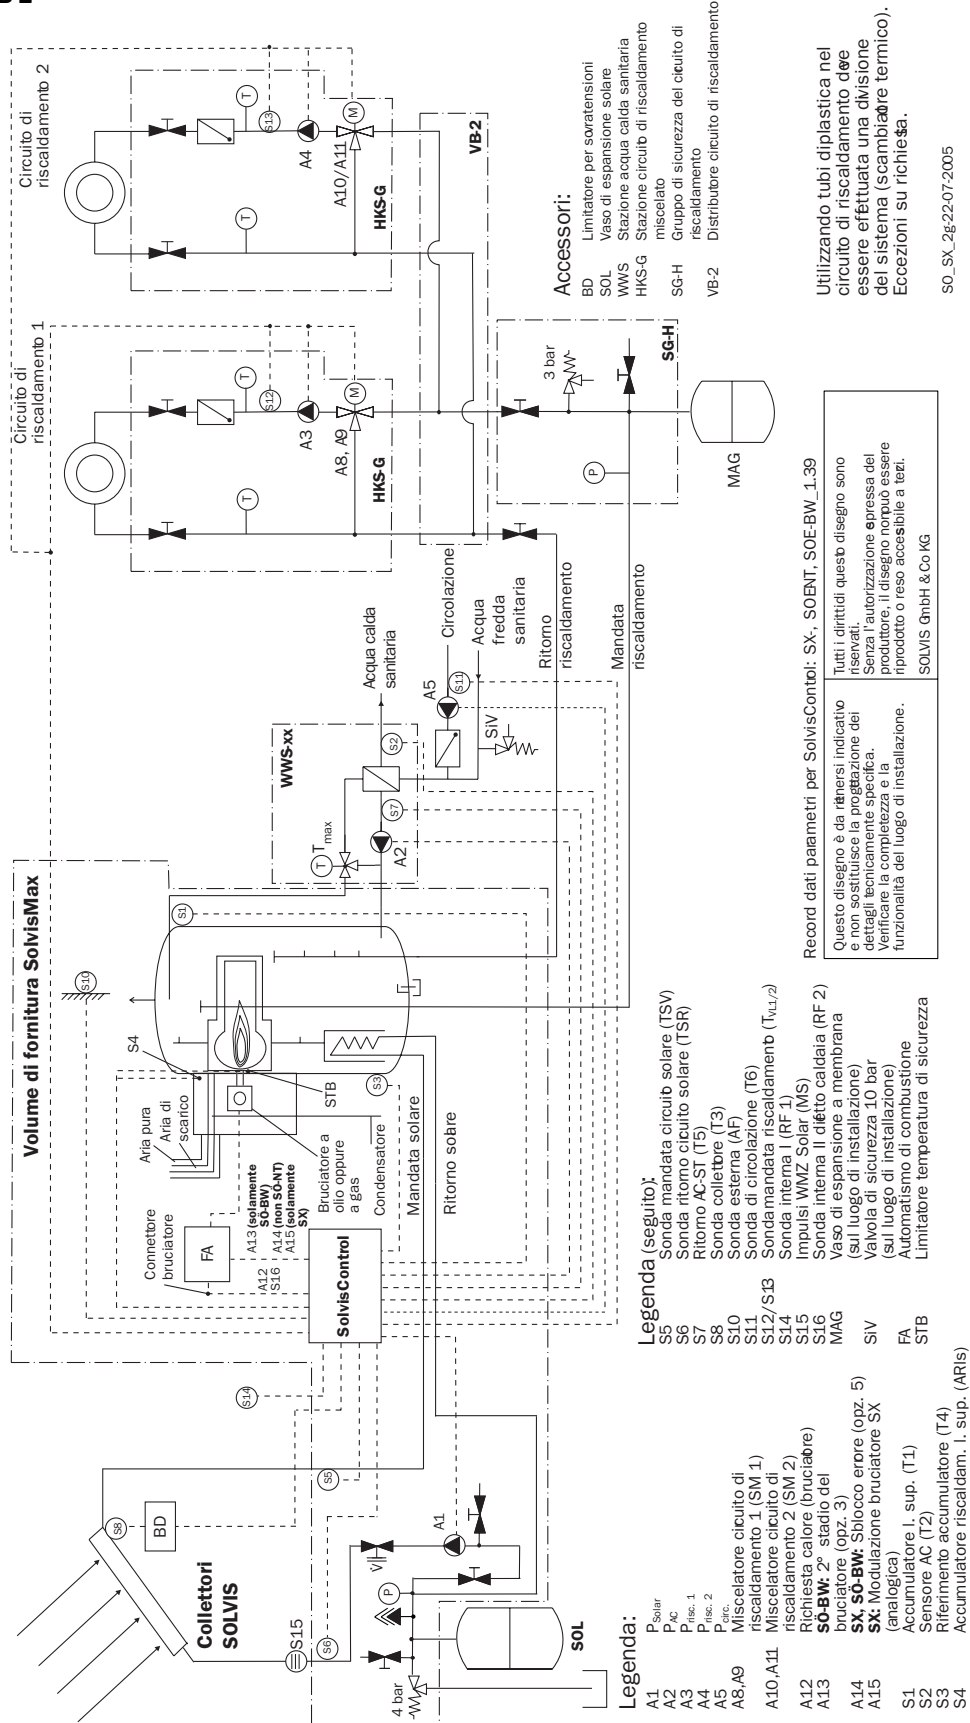 Volume di fornitura SolvisMax
Circuito di
riscaldamento 1
Circuito di
riscaldamento 2
S13
T
T
A4
M
A10/A11
HKS-G
VB-2
S12
T
T
A3
M
A8, A9
HKS-G
3 bar
SG-H
P
MAG
Circolazione
Acqua
fredda
sanitaria
Ritorno
riscaldamento
Mandata
riscaldamento
Acqua calda
sanitaria
WWS-xx
A5
S11
SiV
S2
S7
T
Tmax
A2
S1
S10
S4
STB
S3
Aria pura
Aria di
scarico
Bruciatore a
olio oppure
a gas
Condensatore
Mandata solare
Ritorno solare
Connettore
bruciatore
FA
A12
S16
A13 (solamente
SÖ-BW)
A14 (non SÖ-NT)
A15 (solamente
SX)
SolvisControl
S14
S5
S8
BD
Collettori
SOLVIS
S15
S6
V
A1
P
4 bar
SOL
Accessori:
BD Limitatore per sovratensioni
SOL Vaso di espansione solare
WWS Stazione acqua calda sanitaria
HKS-G Stazione circuito di riscaldamento
miscelato
SG-H Gruppo di sicurezza del circuito di
riscaldamento
VB-2 Distributore circuito di riscaldamento
Utilizzando tubi di plastica nel
circuito di riscaldamento deve
essere effettuata una divisione
del sistema (scambiatore termico).
Eccezioni su richiesta.
SO_SX_2g-22-07-2005
Record dati parametri per SolvisControl: SX-, SOENT, SOE-BW_1.39
Questo disegno è da ritenersi indicativo
e non sostituisce la progettazione dei
dettagli tecnicamente specifica.
Verificare la completezza e la
funzionalità del luogo di installazione.
Tutti i diritti di questo disegno sono
riservati.
Senza l'autorizzazione espressa del
produttore, il disegno non può essere
riprodotto o reso accessibile a terzi.
SOLVIS GmbH & Co KG
Legenda:
A1 PSolar
A2 PAC
A3 Prisc. 1
A4 Prisc. 2
A5 Pcirc.
A8,A9 Miscelatore circuito di
riscaldamento 1 (SM 1)
A10,A11 Miscelatore circuito di
riscaldamento 2 (SM 2)
A12 Richiesta calore (bruciatore)
A13 SÖ-BW: 2° stadio del
bruciatore (opz. 3)
A14 SX, SÖ-BW: Sblocco errore (opz. 5)
A15 SX: Modulazione bruciatore SX
(analogica)
S1 Accumulatore l. sup. (T1)
S2 Sensore AC (T2)
S3 Riferimento accumulatore (T4)
S4 Accumulatore riscaldam. l. sup. (ARIs)
Legenda (seguito):
S5 Sonda mandata circuito solare (TSV)
S6 Sonda ritorno circuito solare (TSR)
S7 Ritorno AC-ST (T5)
S8 Sonda collettore (T3)
S10 Sonda esterna (AF)
S11 Sonda di circolazione (T6)
S12/S13 Sonda mandata riscaldamento (TVL1/2)
S14 Sonda interna I (RF 1)
S15 Impulsi WMZ Solar (MS)
S16 Sonda interna II difetto caldaia (RF 2)
MAG Vaso di espansione a membrana
(sul luogo di installazione)
SiV Valvola di sicurezza 10 bar
(sul luogo di installazione)
FA Automatismo di combustione
STB Limitatore temperatura di sicurezza